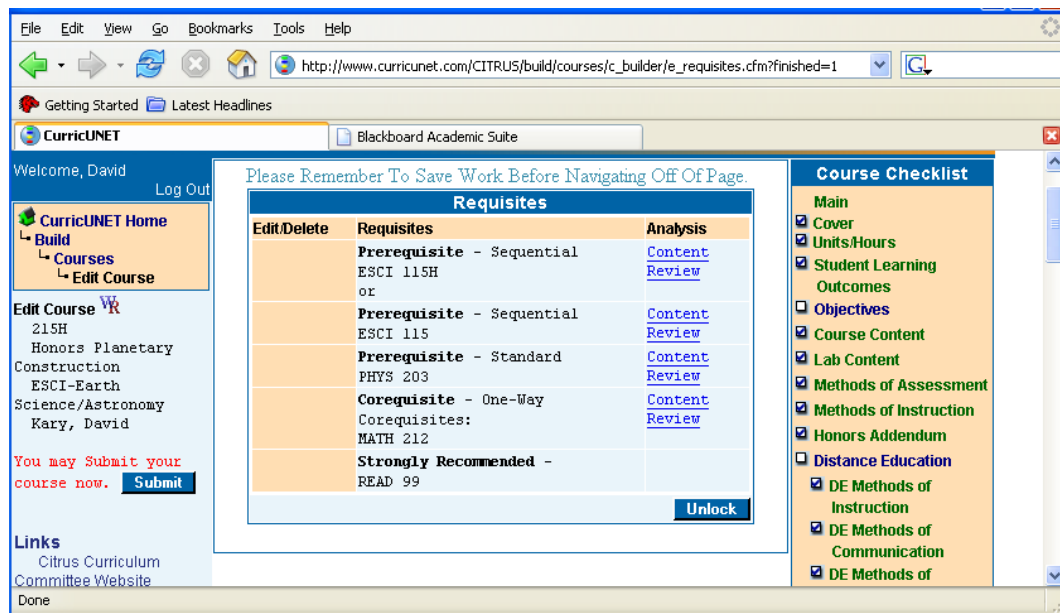 File Edit View Go Bookmarks Tools Help
http://www.curricunet.com/CITRUS/build/courses/c_builder/e_requisites.cfm?finished=1
G
Getting Started Latest Headlines
CurricUNET Blackboard Academic Suite
Welcome, David
Log Out
CurricUNET Home
Build
Courses
Edit Course
Edit Course WR
215H
Honors Planetary
Construction
ESCI-Earth
Science/Astronomy
Kary, David
You may Submit your
course now. Submit
Links
Citrus Curriculum
Committee Website
Please Remember To Save Work Before Navigating Off Of Page.
Requisites
Edit/Delete Requisites Analysis
Prerequisite - Sequential Content
ESCI 115H Review
or
Prerequisite - Sequential Content
ESCI 115 Review
Prerequisite - Standard Content
PHYS 203 Review
Corequisite - One-Way Content
Corequisites: Review
MATH 212
Strongly Recommended -
READ 99
Unlock
Course Checklist
Main
Cover
Units/Hours
Student Learning
Outcomes
Objectives
Course Content
Lab Content
Methods of Assessment
Methods of Instruction
Honors Addendum
Distance Education
DE Methods of
Instruction
DE Methods of
Communication
DE Methods of
Done